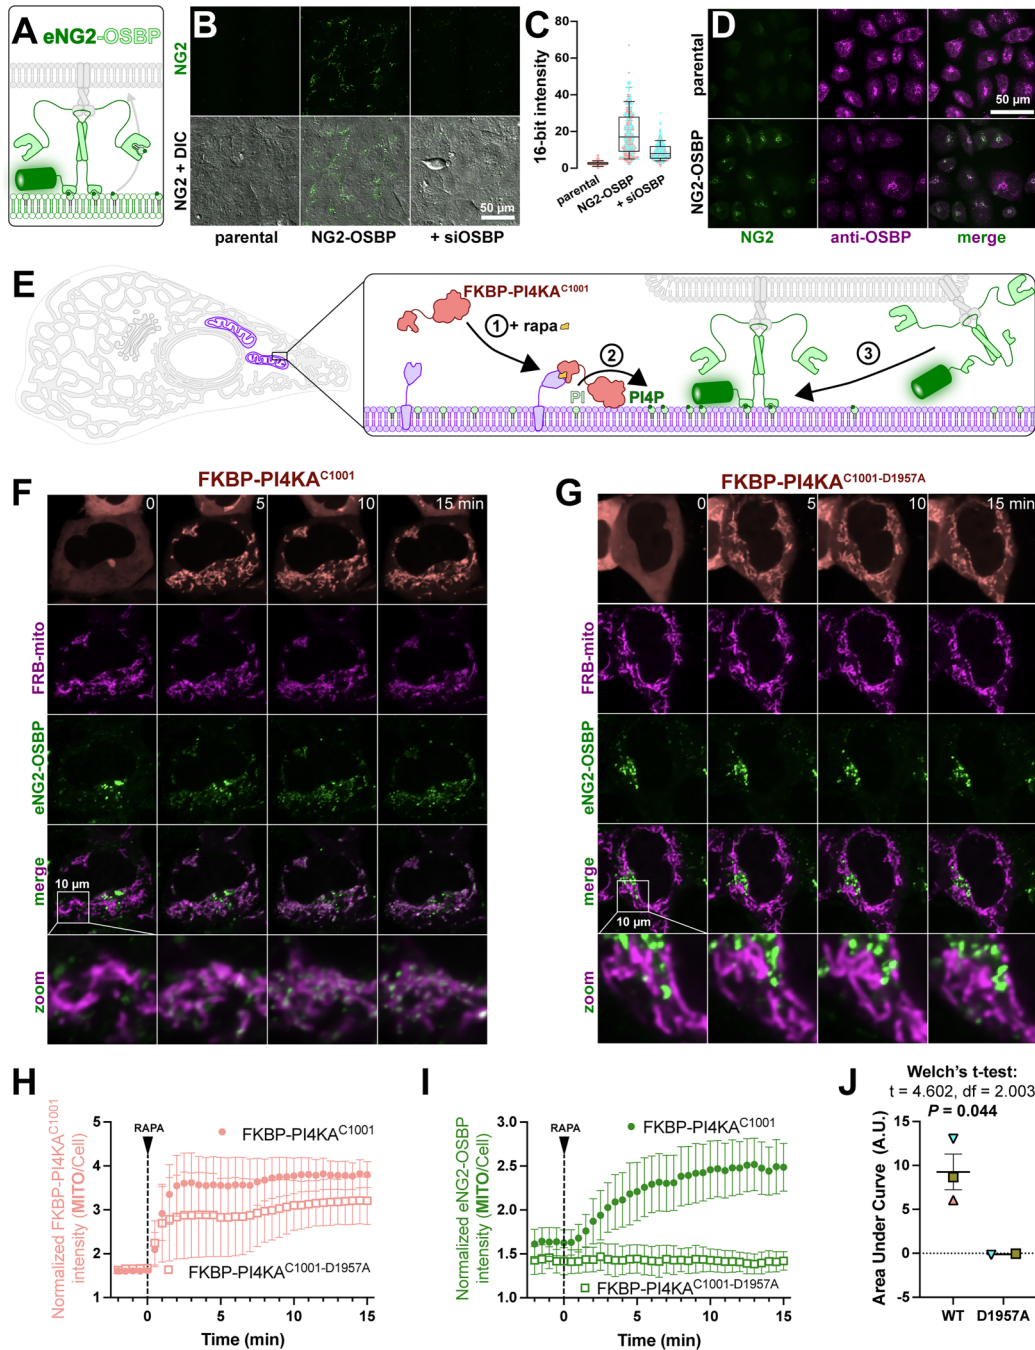 A
eNG2-OSBP
B
NG2
NG2 + DIC
50 µm
parental
NG2-OSBP
+ siOSBP
C
16-bit intensity
80
60
40
20
0
parental
NG2-OSBP
+ siOSBP
D
parental
NG2-OSBP
50 µm
NG2
anti-OSBP
merge
E
FKBP-PI4KA^C1001
1 + rapa
2
PI
PI4P
3
F
FKBP-PI4KA^C1001
0
5
10
15 min
FRB-mito
eNG2-OSBP
merge
10 µm
zoom
G
FKBP-PI4KA^C1001-D1957A
0
5
10
15 min
FRB-mito
eNG2-OSBP
merge
10 µm
zoom
H
Normalized FKBP-PI4KA^C1001
intensity (MITO/Cell)
5
4
3
2
1
RAPA
FKBP-PI4KA^C1001
FKBP-PI4KA^C1001-D1957A
0
5
10
15
Time (min)
I
Normalized eNG2-OSBP
intensity (MITO/Cell)
3.0
2.5
2.0
1.5
1.0
RAPA
FKBP-PI4KA^C1001
FKBP-PI4KA^C1001-D1957A
0
5
10
15
Time (min)
J
Welch's t-test:
t = 4.602, df = 2.003
P = 0.044
Area Under Curve (A.U.)
15
10
5
0
-5
WT
D1957A